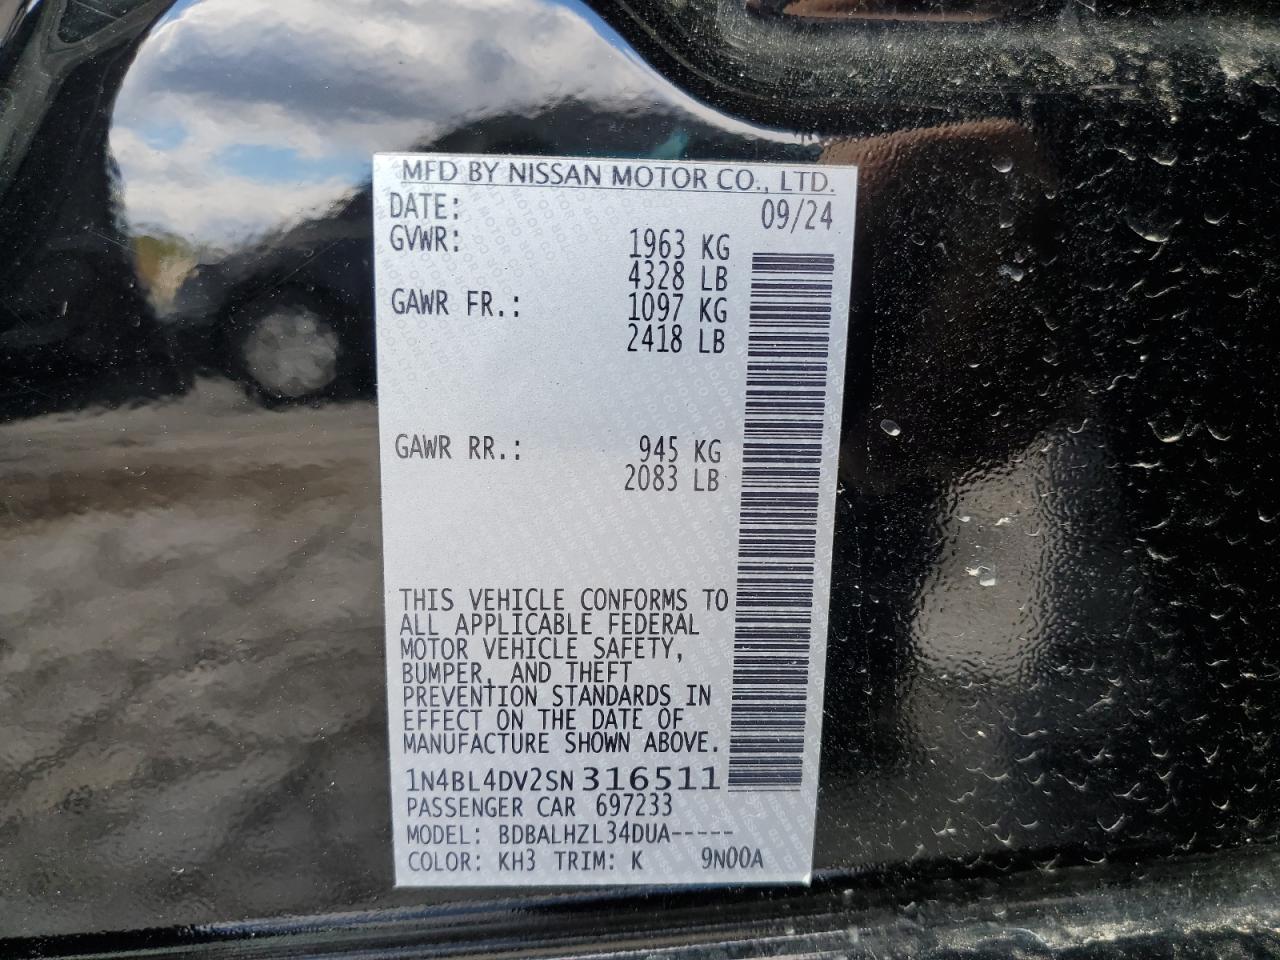 MFD BY NISSAN MOTOR CO., LTD.
DATE: 09/24
GVWR: 1963 KG
4328 LB
GAWR FR.: 1097 KG
2418 LB
GAWR RR.: 945 KG
2083 LB
THIS VEHICLE CONFORMS TO
ALL APPLICABLE FEDERAL
MOTOR VEHICLE SAFETY,
BUMPER, AND THEFT
PREVENTION STANDARDS IN
EFFECT ON THE DATE OF
MANUFACTURE SHOWN ABOVE.
1N4BL4DV2SN316511
PASSENGER CAR 697233
MODEL: BDBALHZL34DUA-----
COLOR: KH3 TRIM: K 9N00A